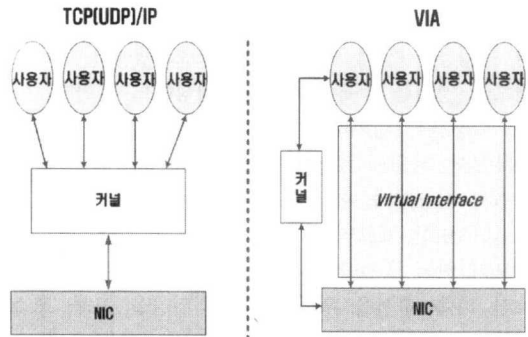 TCP(UDP)/IP
사용자 사용자 사용자 사용자
커널
NIC
VIA
사용자 사용자 사용자 사용자
커널
Virtual Interface
NIC